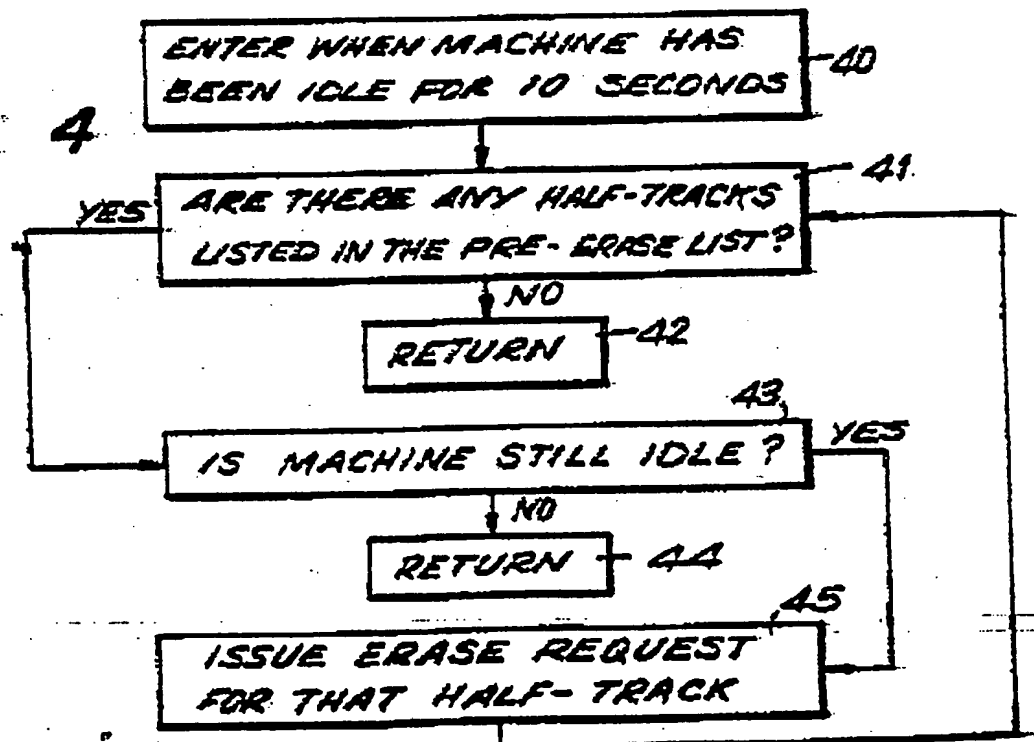 ENTER WHEN MACHINE HAS
BEEN IDLE FOR 10 SECONDS
40
4
41
YES
ARE THERE ANY HALF-TRACKS
LISTED IN THE PRE-ERASE LIST?
NO
RETURN
42
43
IS MACHINE STILL IDLE?
YES
NO
RETURN
44
45
ISSUE ERASE REQUEST
FOR THAT HALF-TRACK